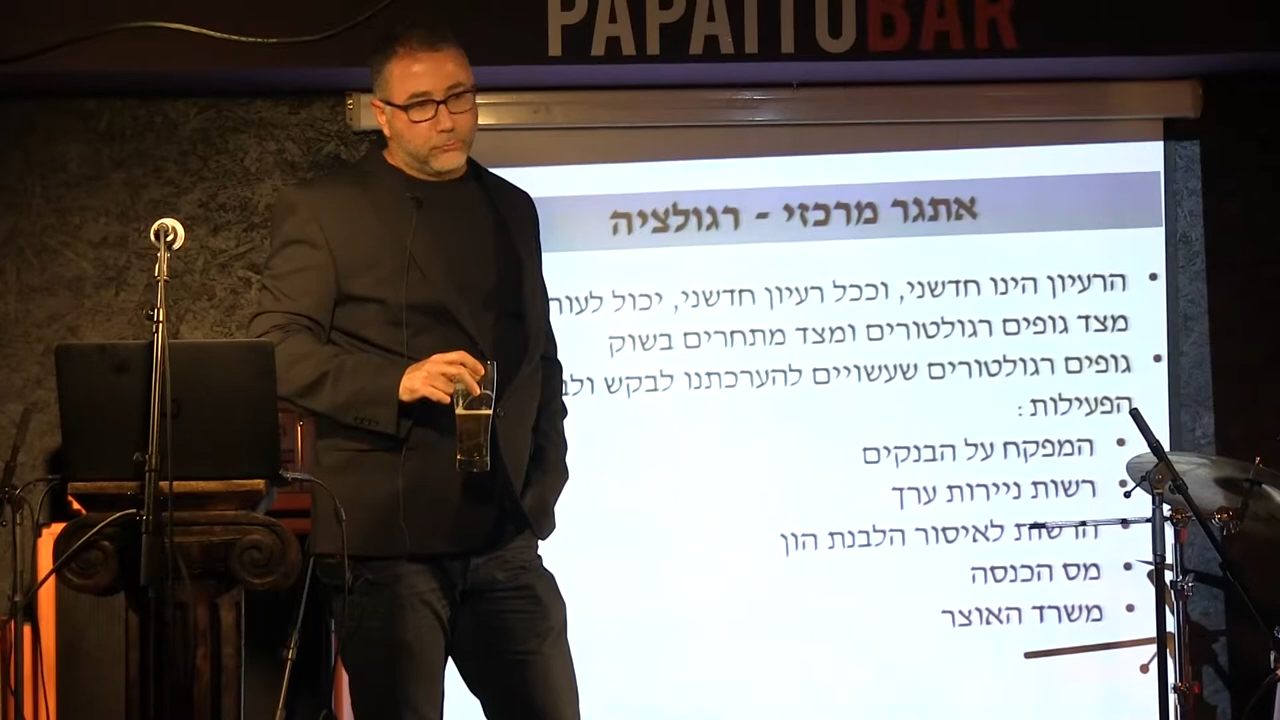 PAPAITO BAR
אתגר מרכזי - רגולציה
• הרעיון הינו חדשני, וככל רעיון חדשני, יכול
מצד גופים רגולטורים ומצד מתחרים בשוק
• גופים רגולטורים שעשויים להערכתנו לבקש
הפעילות:
• המפקח על הבנקים
• רשות ניירות ערך
• הרשות לאיסור הלבנת הון
• מס הכנסה
• משרד האוצר